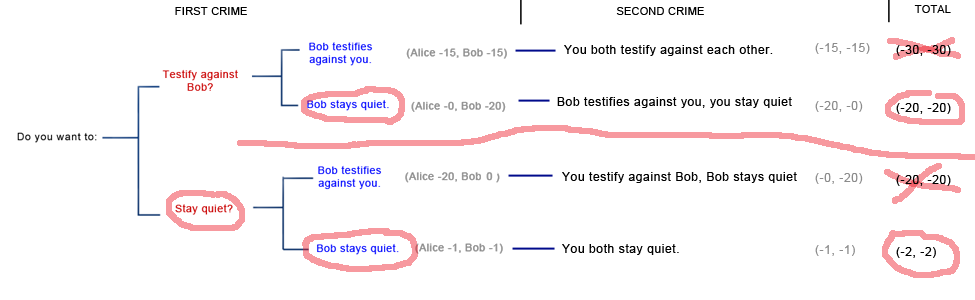 FIRST CRIME
SECOND CRIME
TOTAL
Bob testifies
against you.
(Alice -15, Bob -15)
You both testify against each other.
(-15, -15)
(-30, -30)
Testify against
Bob?
Bob stays quiet.
(Alice -0, Bob -20)
Bob testifies against you, you stay quiet
(-20, -0)
(-20, -20)
Do you want to:
Bob testifies
against you.
(Alice -20, Bob 0 )
You testify against Bob, Bob stays quiet
(-0, -20)
(-20, -20)
Stay quiet?
Bob stays quiet.
(Alice -1, Bob -1)
You both stay quiet.
(-1, -1)
(-2, -2)